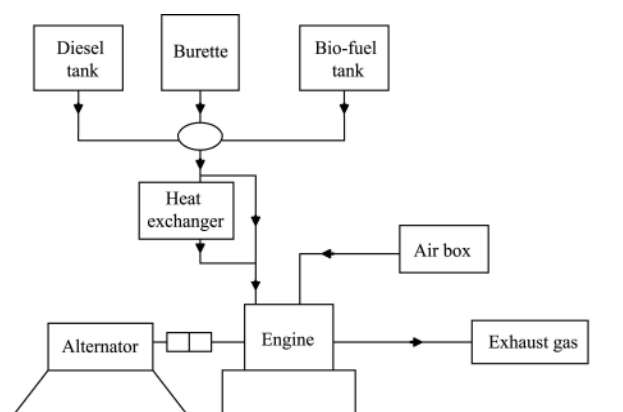 Diesel
tank
Burette
Bio-fuel
tank
Heat
exchanger
Air box
Alternator
Engine
Exhaust gas